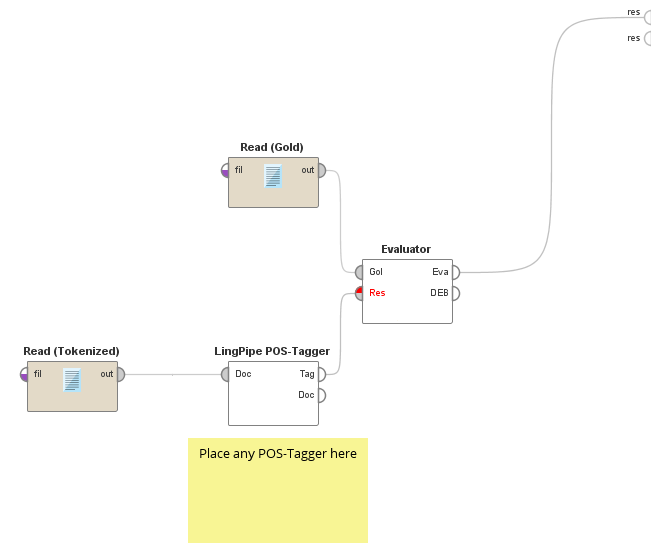 res
res
Read (Gold)
fil out
Evaluator
Gol Eva
Res DEB
Read (Tokenized)
fil out
LingPipe POS-Tagger
Doc Tag
Doc
Place any POS-Tagger here